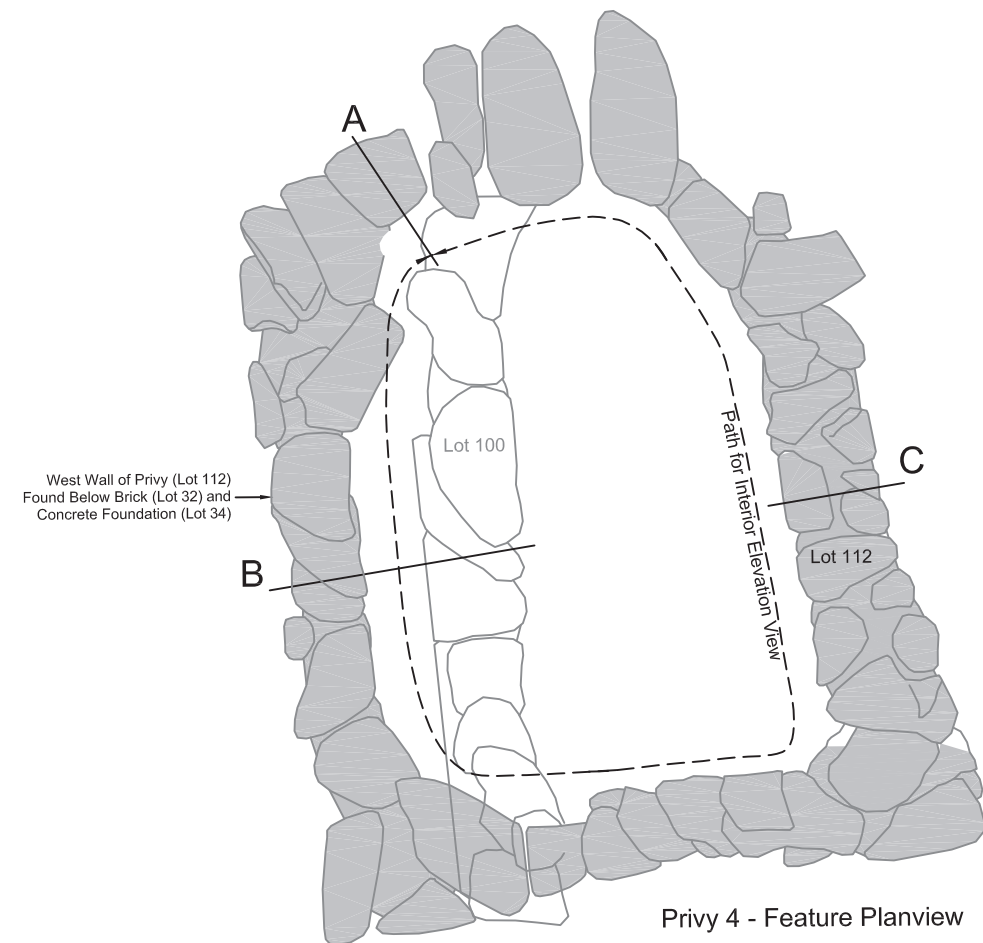 A
Lot 100
C
West Wall of Privy (Lot 112)
Found Below Brick (Lot 32) and
Concrete Foundation (Lot 34)
Path for Interior Elevation View
Lot 112
B
Privy 4 - Feature Planview